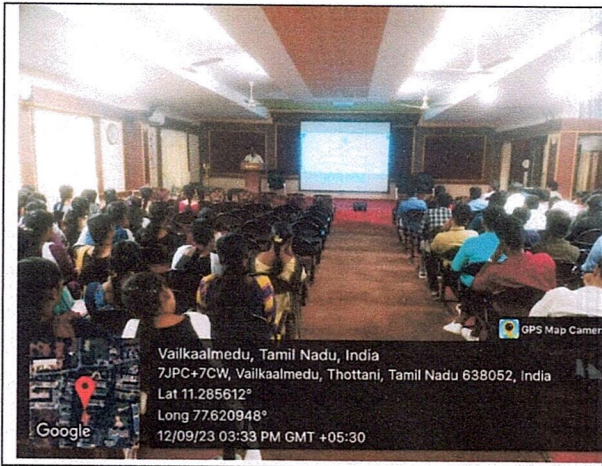 GPS Map Camer
Vailkaalmedu, Tamil Nadu, India
7JPC+7CW, Vailkaalmedu, Thottani, Tamil Nadu 638052, India
Lat 11.285612°
Long 77.620948°
12/09/23 03:33 PM GMT +05:30
Google